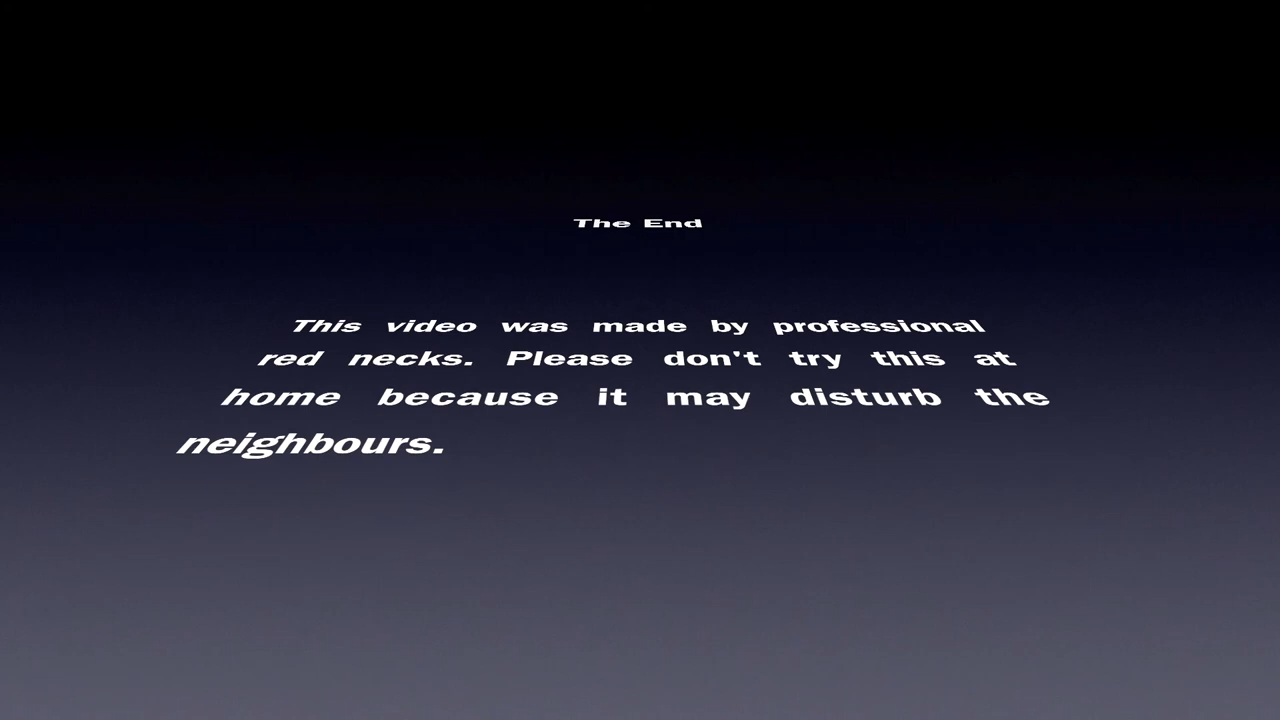 The End
This video was made by professional
red necks. Please don't try this at
home because it may disturb the
neighbours.